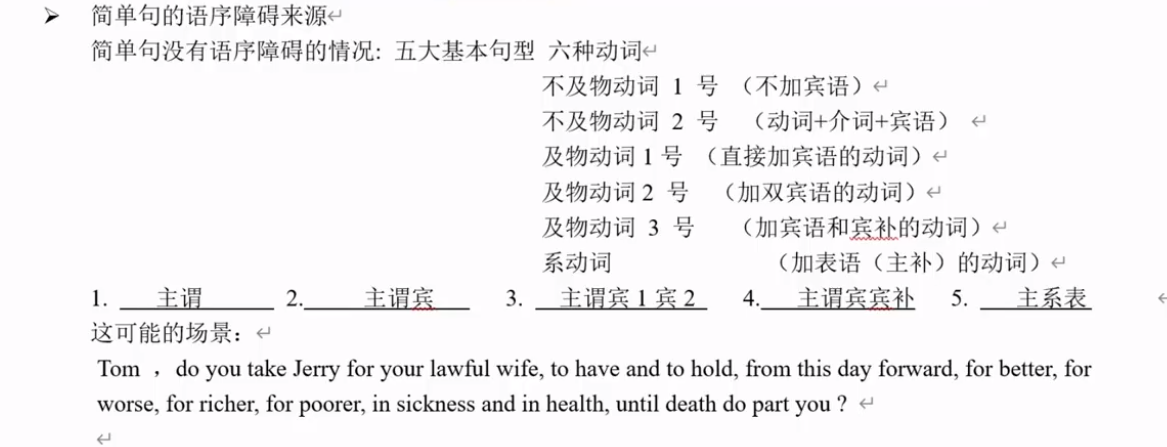 ➢ 简单句的语序障碍来源↵
简单句没有语序障碍的情况: 五大基本句型 六种动词↵
不及物动词 1 号 （不加宾语）↵
不及物动词 2 号 （动词+介词+宾语） ↵
及物动词 1 号 （直接加宾语的动词）↵
及物动词 2 号 （加双宾语的动词）↵
及物动词 3 号 （加宾语和宾补的动词）↵
系动词 （加表语（主补）的动词）↵
1. 主谓 2. 主谓宾 3. 主谓宾 1 宾 2 4. 主谓宾宾补 5. 主系表 ↵
这可能的场景：↵
Tom ，do you take Jerry for your lawful wife, to have and to hold, from this day forward, for better, for
worse, for richer, for poorer, in sickness and in health, until death do part you？↵
↵